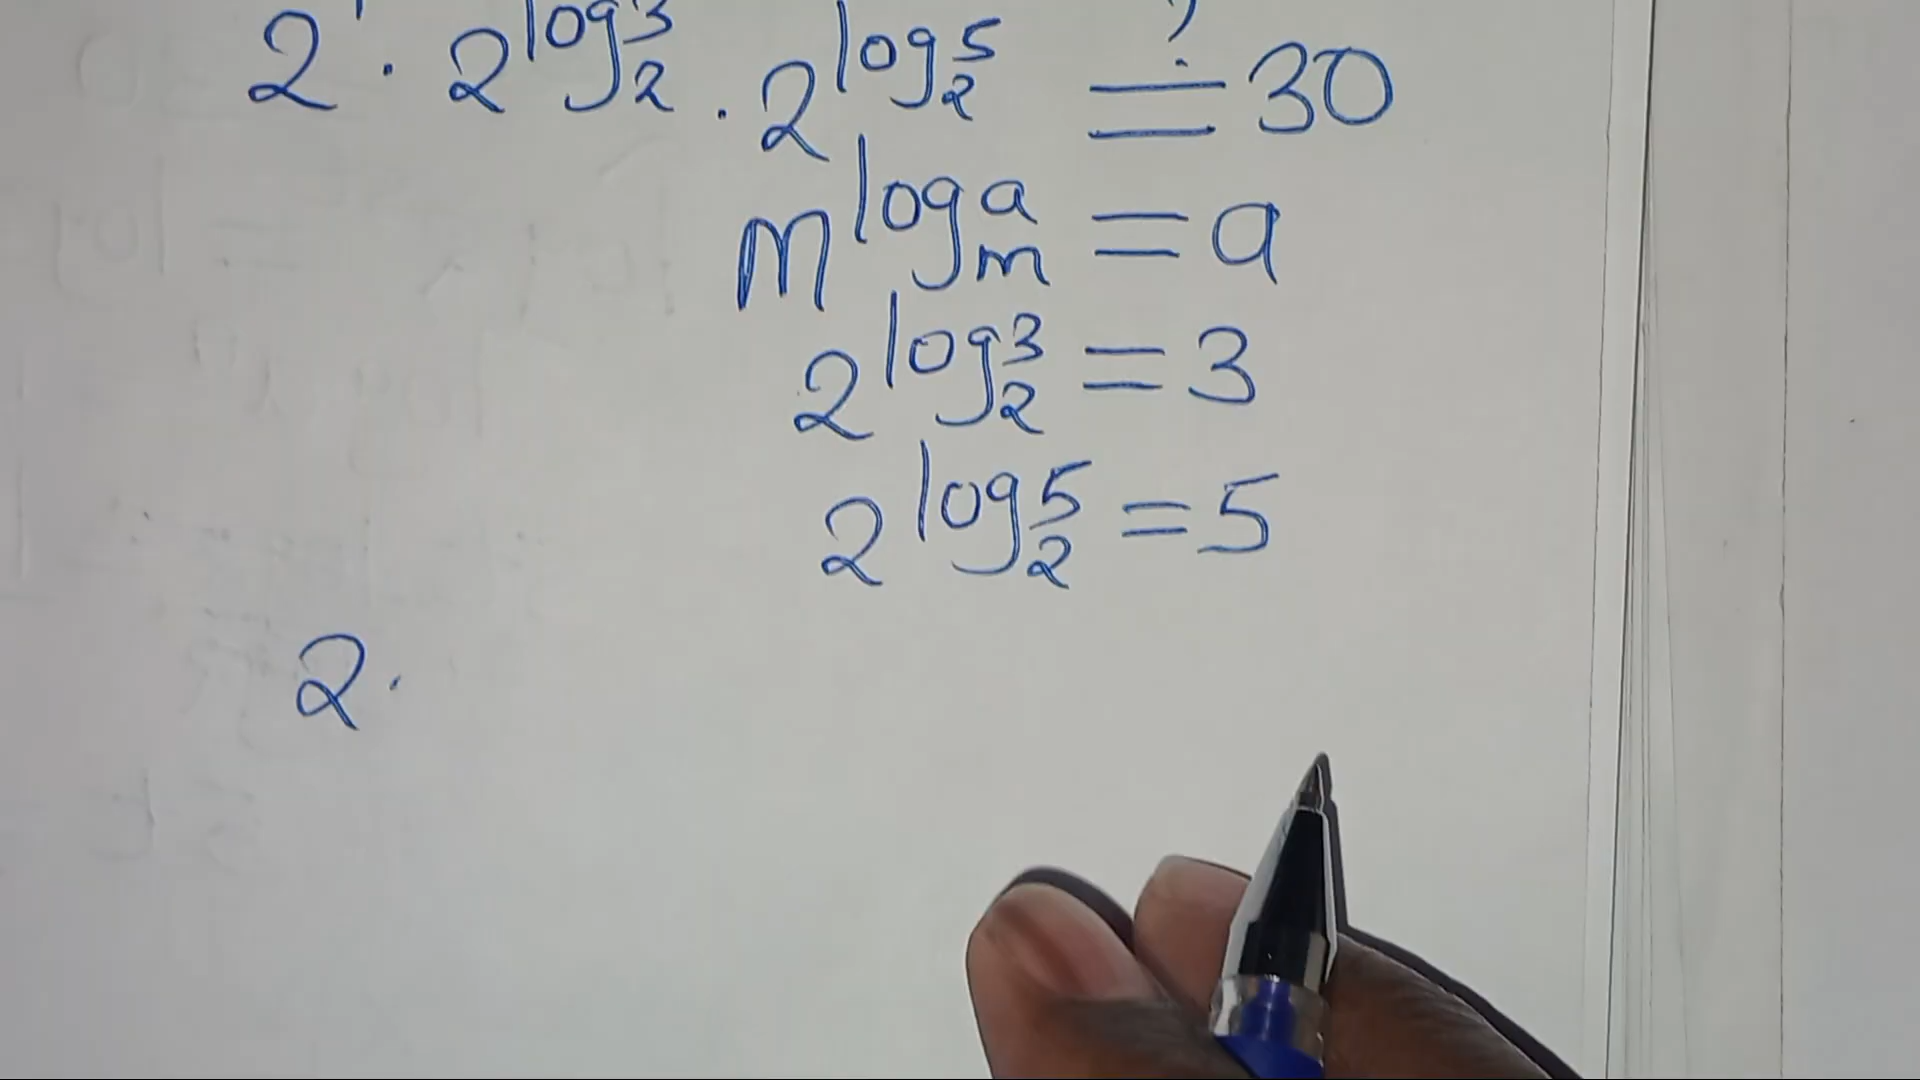 2¹ · 2^log₂3 · 2^log₂5 ≟ 30
m^logₘa = a
2^log₂3 = 3
2^log₂5 = 5
2 ·